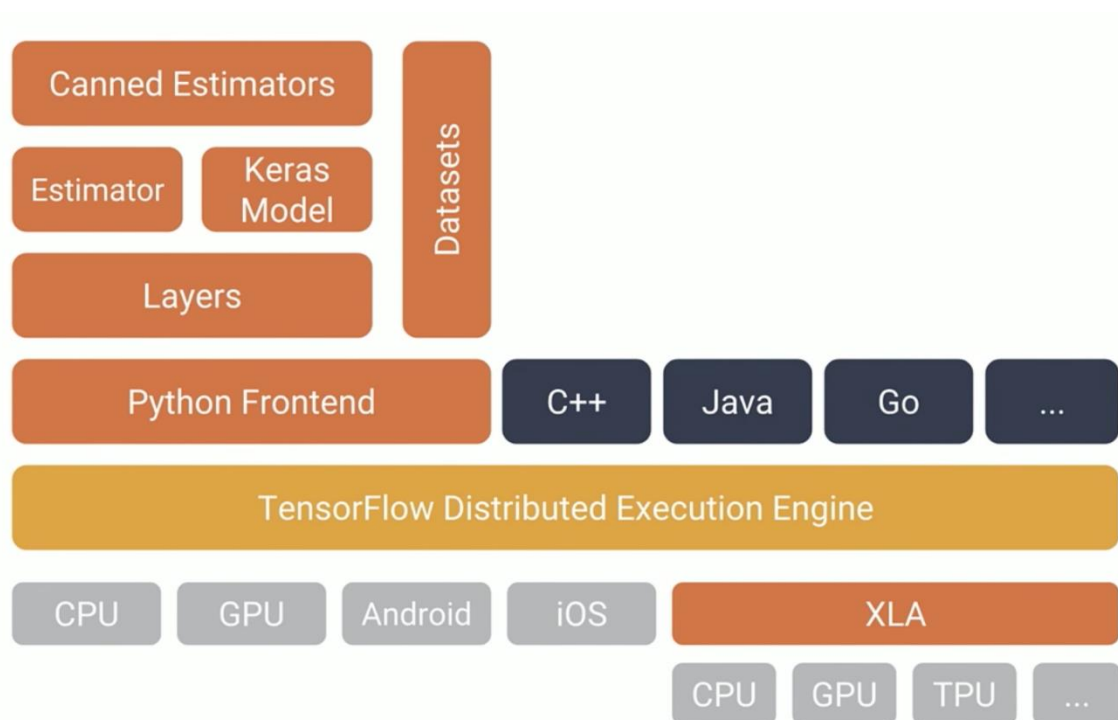 Canned Estimators
Datasets
Estimator
Keras
Model
Layers
Python Frontend
C++
Java
Go
...
TensorFlow Distributed Execution Engine
CPU
GPU
Android
iOS
XLA
CPU
GPU
TPU
...